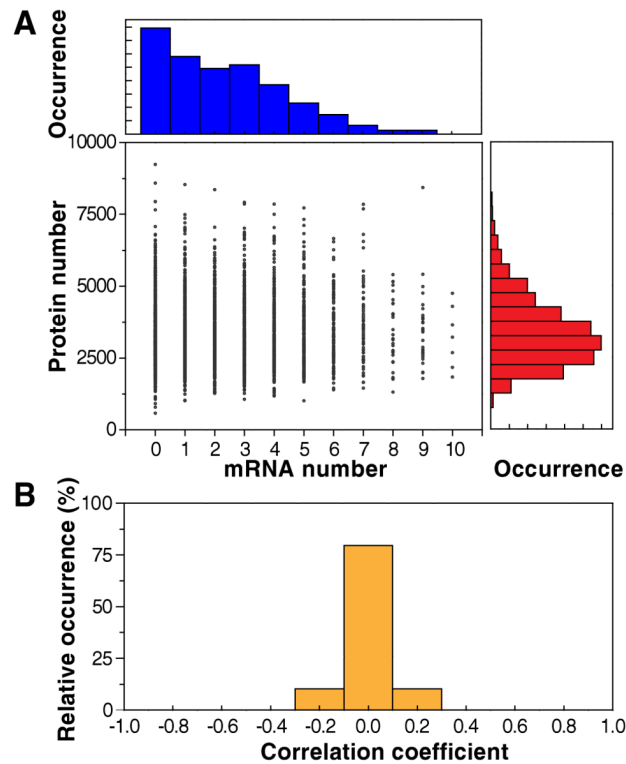 A
Occurrence
10000
7500
5000
2500
0
Protein number
0 1 2 3 4 5 6 7 8 9 10
mRNA number
Occurrence
B
100
75
50
25
0
Relative occurrence (%)
-1.0 -0.8 -0.6 -0.4 -0.2 0.0 0.2 0.4 0.6 0.8 1.0
Correlation coefficient